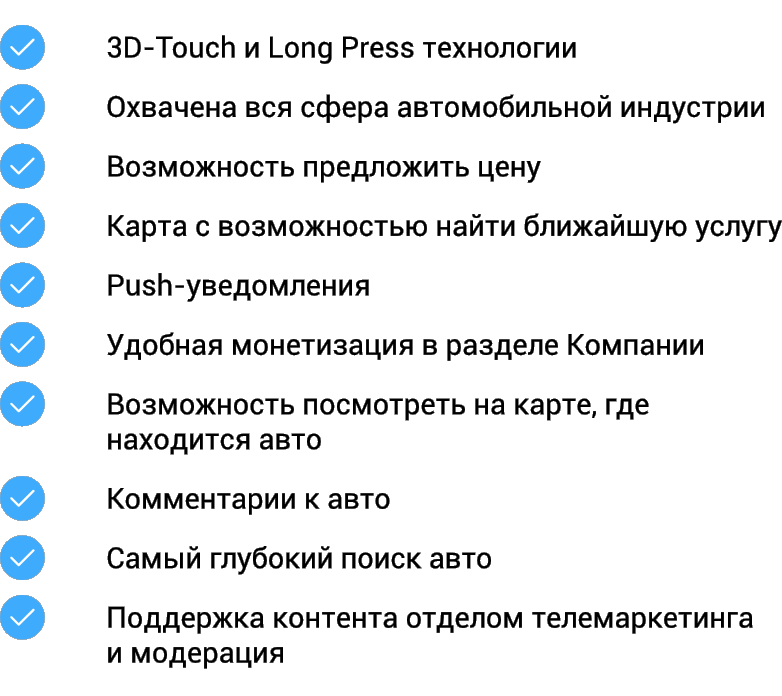 3D-Touch и Long Press технологии
Охвачена вся сфера автомобильной индустрии
Возможность предложить цену
Карта с возможностью найти ближайшую услугу
Push-уведомления
Удобная монетизация в разделе Компании
Возможность посмотреть на карте, где
находится авто
Комментарии к авто
Самый глубокий поиск авто
Поддержка контента отделом телемаркетинга
и модерация